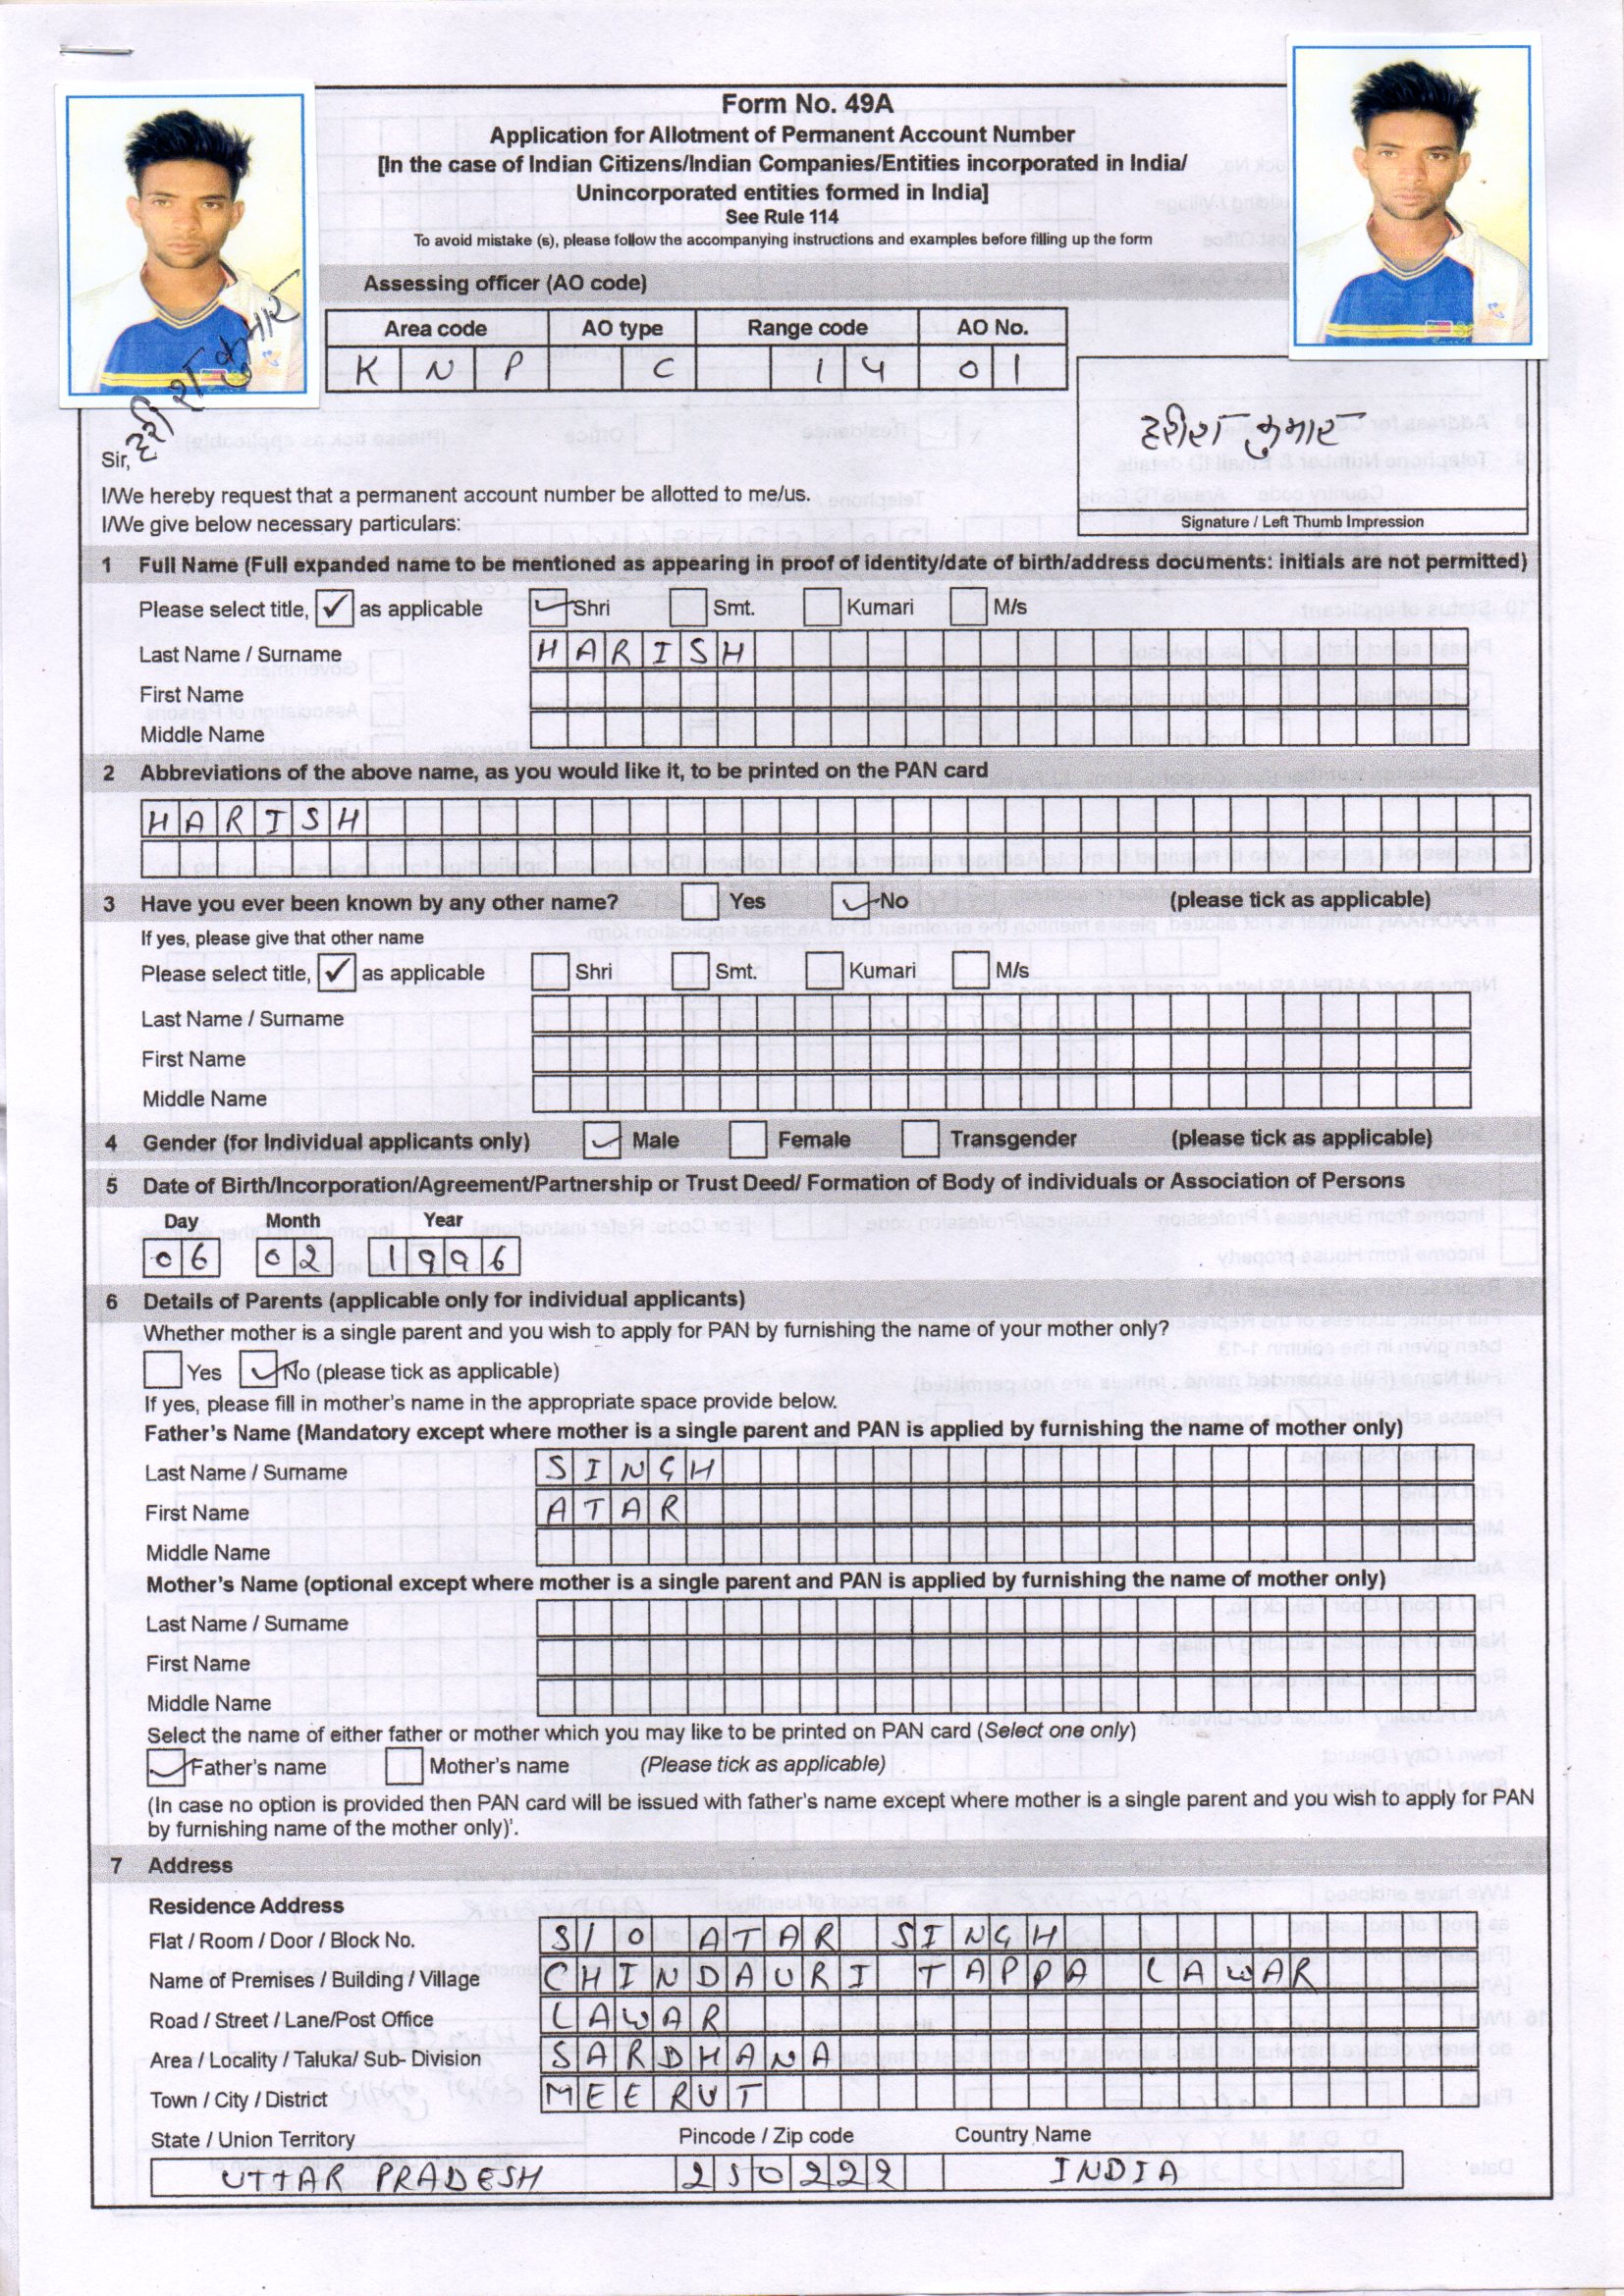 Form No. 49A
Application for Allotment of Permanent Account Number
[In the case of Indian Citizens/Indian Companies/Entities incorporated in India/
Unincorporated entities formed in India]
See Rule 114
To avoid mistake (s), please follow the accompanying instructions and examples before filling up the form
Assessing officer (AO code)
Area code AO type Range code AO No.
K N P C 1 4 0 1
हरीश कुमार
हरीश कुमार
Sir,
I/We hereby request that a permanent account number be allotted to me/us.
I/We give below necessary particulars:
Signature / Left Thumb Impression
1 Full Name (Full expanded name to be mentioned as appearing in proof of identity/date of birth/address documents: initials are not permitted)
Please select title, ✓ as applicable Shri Smt. Kumari M/s
Last Name / Surname HARISH
First Name
Middle Name
2 Abbreviations of the above name, as you would like it, to be printed on the PAN card
HARISH
3 Have you ever been known by any other name? Yes No (please tick as applicable)
If yes, please give that other name
Please select title, ✓ as applicable Shri Smt. Kumari M/s
Last Name / Surname
First Name
Middle Name
4 Gender (for Individual applicants only) Male Female Transgender (please tick as applicable)
5 Date of Birth/Incorporation/Agreement/Partnership or Trust Deed/ Formation of Body of individuals or Association of Persons
Day Month Year
06 02 1996
6 Details of Parents (applicable only for individual applicants)
Whether mother is a single parent and you wish to apply for PAN by furnishing the name of your mother only?
Yes No (please tick as applicable)
If yes, please fill in mother's name in the appropriate space provide below.
Father's Name (Mandatory except where mother is a single parent and PAN is applied by furnishing the name of mother only)
Last Name / Surname SINGH
First Name ATAR
Middle Name
Mother's Name (optional except where mother is a single parent and PAN is applied by furnishing the name of mother only)
Last Name / Surname
First Name
Middle Name
Select the name of either father or mother which you may like to be printed on PAN card (Select one only)
Father's name Mother's name (Please tick as applicable)
(In case no option is provided then PAN card will be issued with father's name except where mother is a single parent and you wish to apply for PAN
by furnishing name of the mother only)'.
7 Address
Residence Address
Flat / Room / Door / Block No. S/O ATAR SINGH
Name of Premises / Building / Village CHINDAURI TAPPA LAWAR
Road / Street / Lane/Post Office LAWAR
Area / Locality / Taluka/ Sub- Division SARDHANA
Town / City / District MEERUT
State / Union Territory Pincode / Zip code Country Name
UTTAR PRADESH 250222 INDIA